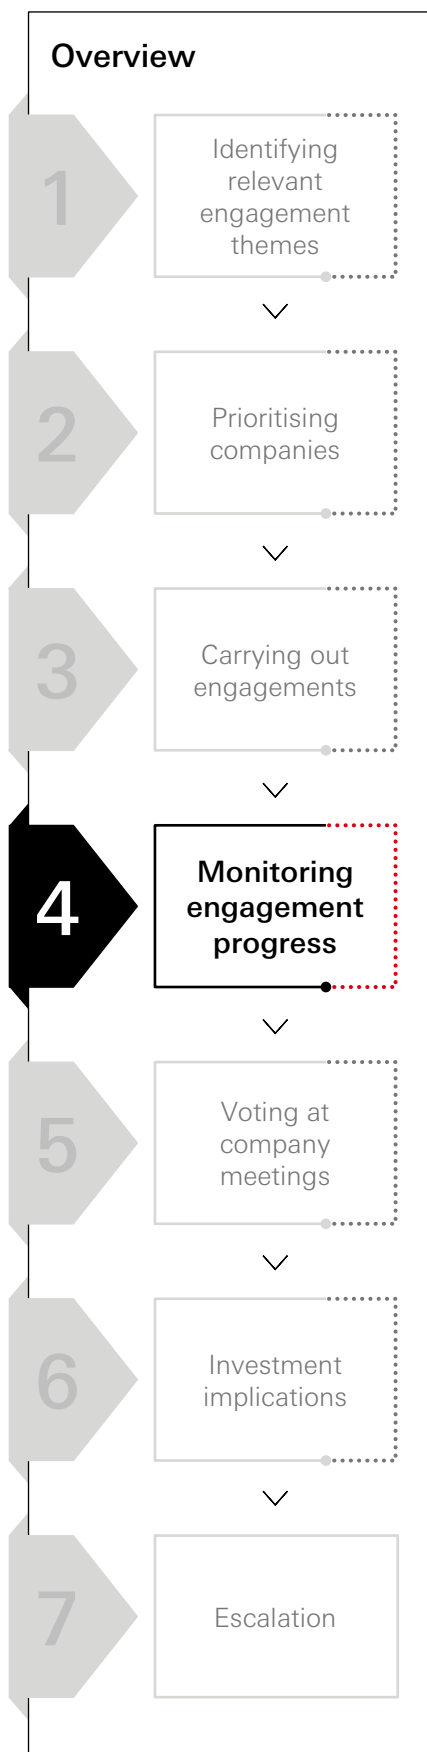 Overview
1
Identifying
relevant
engagement
themes
2
Prioritising
companies
3
Carrying out
engagements
4
Monitoring
engagement
progress
5
Voting at
company
meetings
6
Investment
implications
7
Escalation